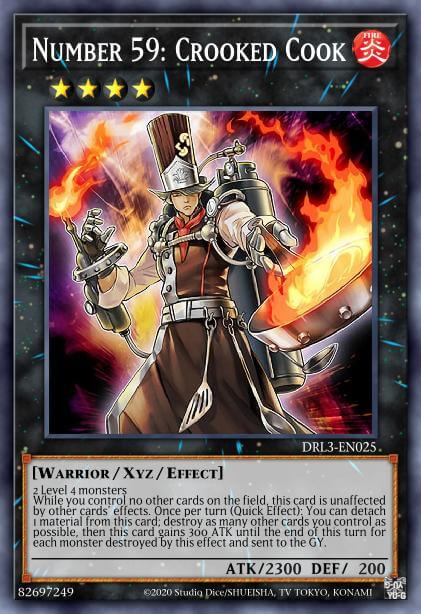 Number 59: Crooked Cook
FIRE
炎
DRL3-EN025
[Warrior/Xyz/Effect]
2 Level 4 monsters
While you control no other cards on the field, this card is unaffected
by other cards' effects. Once per turn (Quick Effect): You can detach
1 material from this card; destroy as many other cards you control as
possible, then this card gains 300 ATK until the end of this turn for
each monster destroyed by this effect and sent to the GY.
ATK/2300 DEF/ 200
82697249
©2020 Studio Dice/SHUEISHA, TV TOKYO, KONAMI